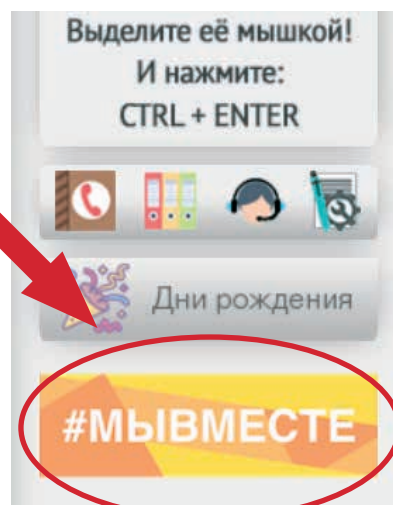 Выделите её мышкой!
И нажмите:
CTRL + ENTER
Дни рождения
#МЫВМЕСТЕ